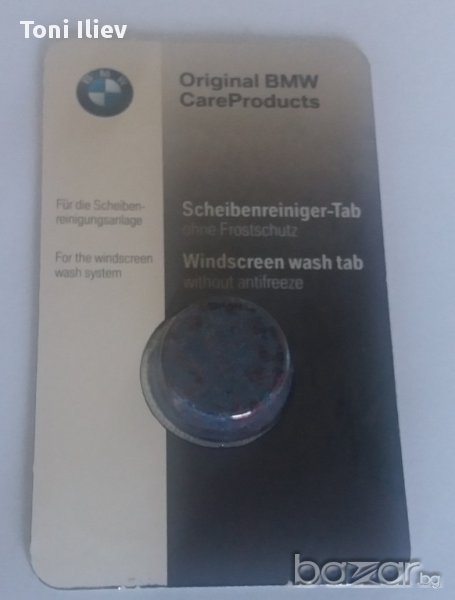 Toni Iliev
BMW
Original BMW
CareProducts
Für die Scheiben-
reinigungsanlage
Scheibenreiniger-Tab
ohne Frostschutz
For the windscreen
wash system
Windscreen wash tab
without antifreeze
bazar.bg